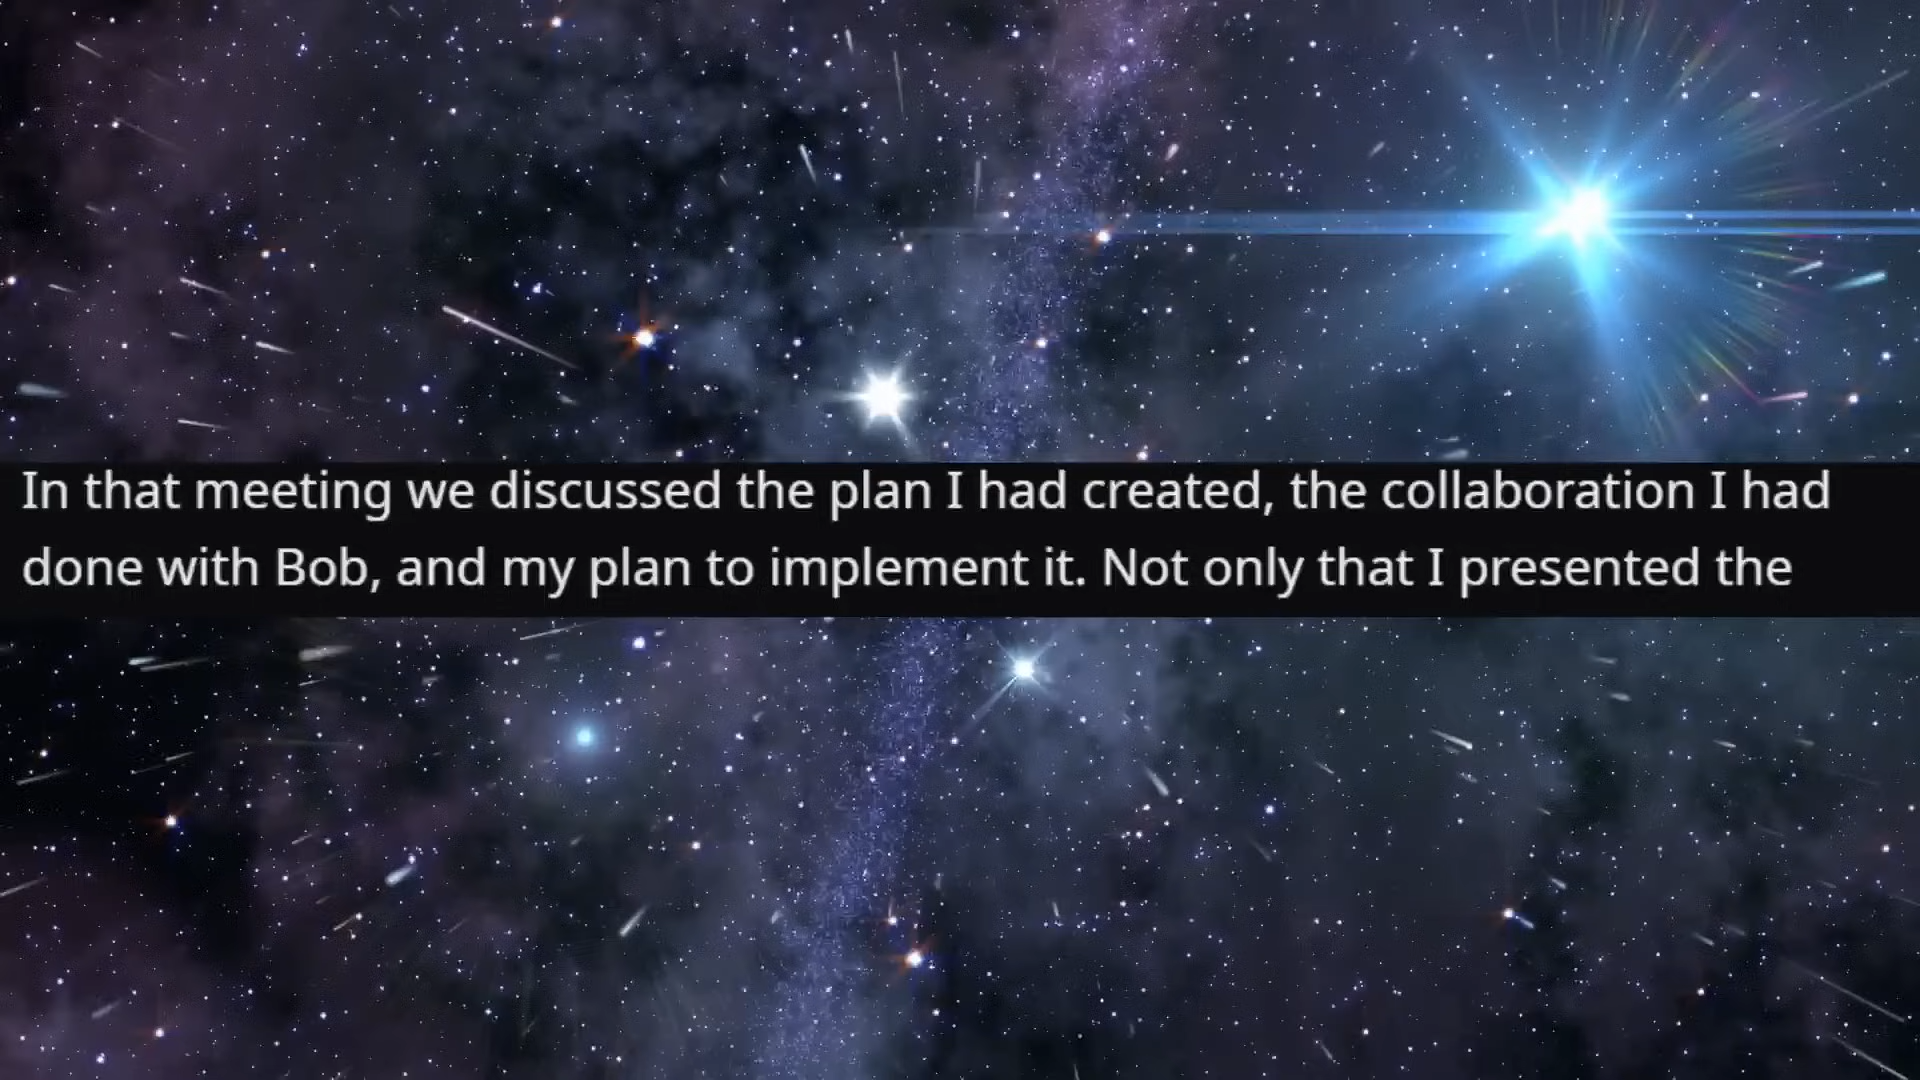 In that meeting we discussed the plan I had created, the collaboration I had
done with Bob, and my plan to implement it. Not only that I presented the